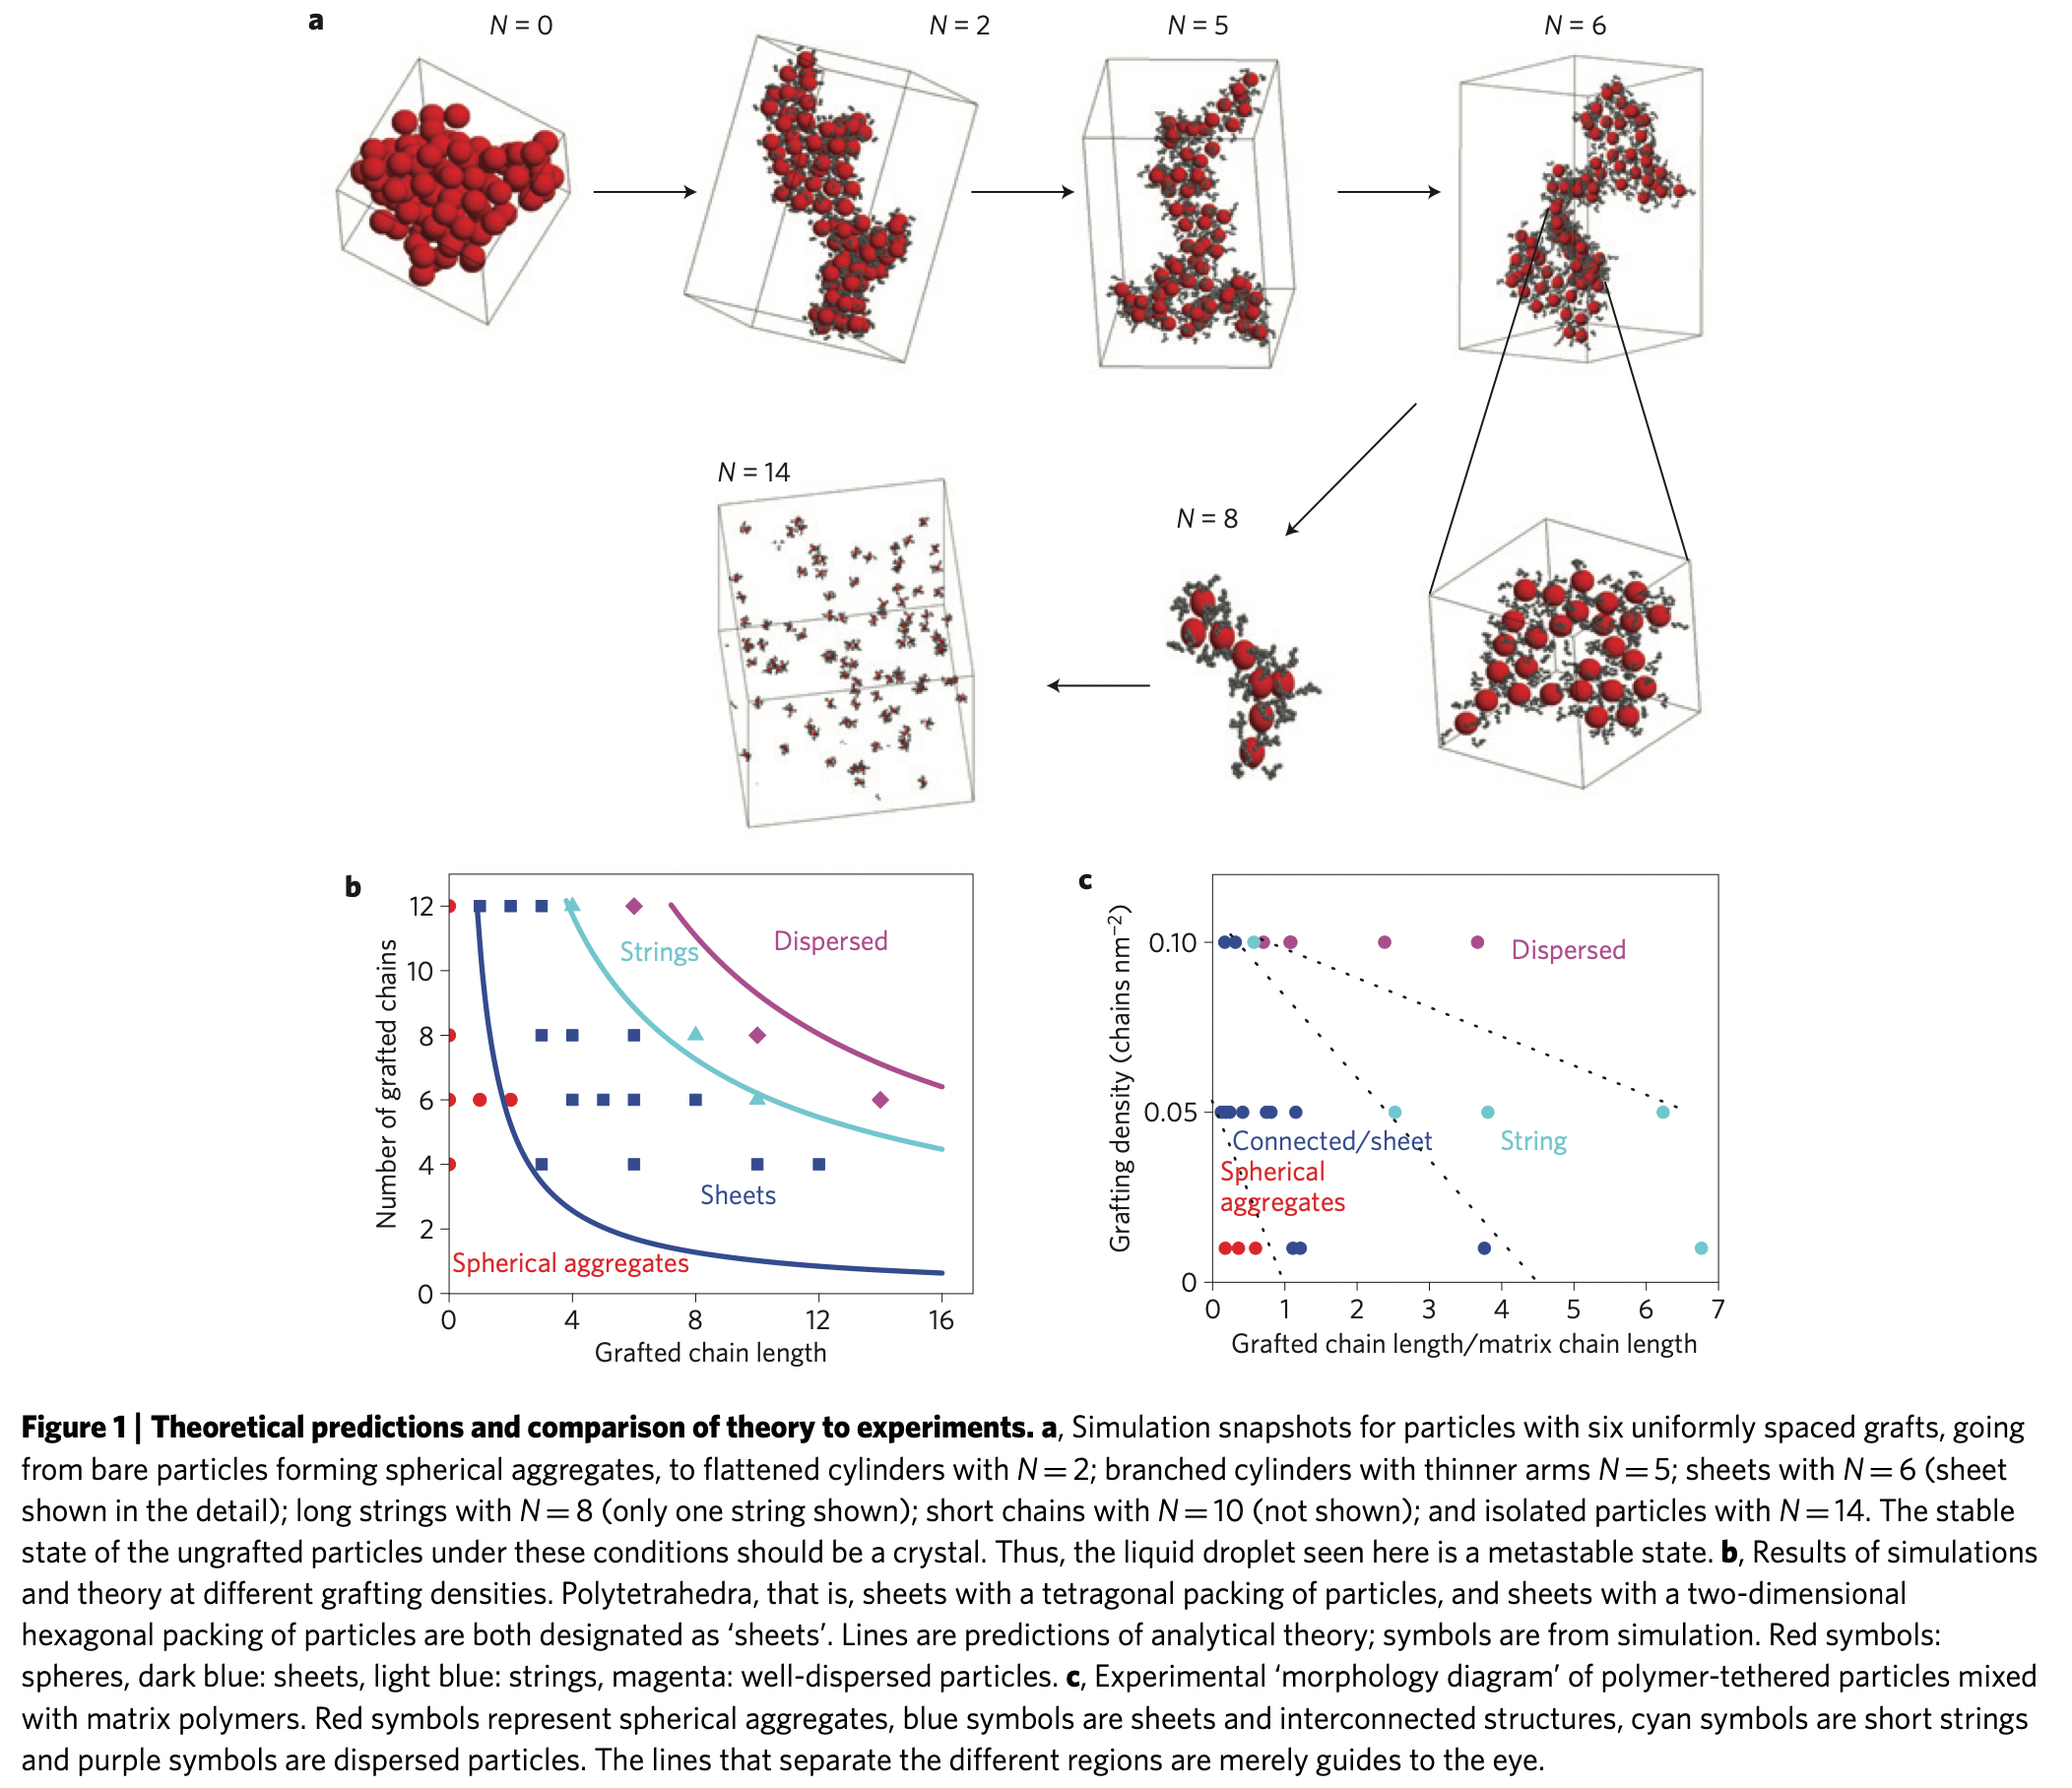 a
N = 0
N = 2
N = 5
N = 6
N = 14
N = 8
b
Number of grafted chains
12
10
8
6
4
2
0
0 4 8 12 16
Grafted chain length
Strings
Dispersed
Sheets
Spherical aggregates
c
Grafting density (chains nm−2)
0.10
0.05
0
0 1 2 3 4 5 6 7
Grafted chain length/matrix chain length
Dispersed
Connected/sheet
String
Spherical
aggregates
Figure 1 | Theoretical predictions and comparison of theory to experiments. a, Simulation snapshots for particles with six uniformly spaced grafts, going
from bare particles forming spherical aggregates, to flattened cylinders with N = 2; branched cylinders with thinner arms N = 5; sheets with N = 6 (sheet
shown in the detail); long strings with N = 8 (only one string shown); short chains with N = 10 (not shown); and isolated particles with N = 14. The stable
state of the ungrafted particles under these conditions should be a crystal. Thus, the liquid droplet seen here is a metastable state. b, Results of simulations
and theory at different grafting densities. Polytetrahedra, that is, sheets with a tetragonal packing of particles, and sheets with a two-dimensional
hexagonal packing of particles are both designated as ‘sheets’. Lines are predictions of analytical theory; symbols are from simulation. Red symbols:
spheres, dark blue: sheets, light blue: strings, magenta: well-dispersed particles. c, Experimental ‘morphology diagram’ of polymer-tethered particles mixed
with matrix polymers. Red symbols represent spherical aggregates, blue symbols are sheets and interconnected structures, cyan symbols are short strings
and purple symbols are dispersed particles. The lines that separate the different regions are merely guides to the eye.